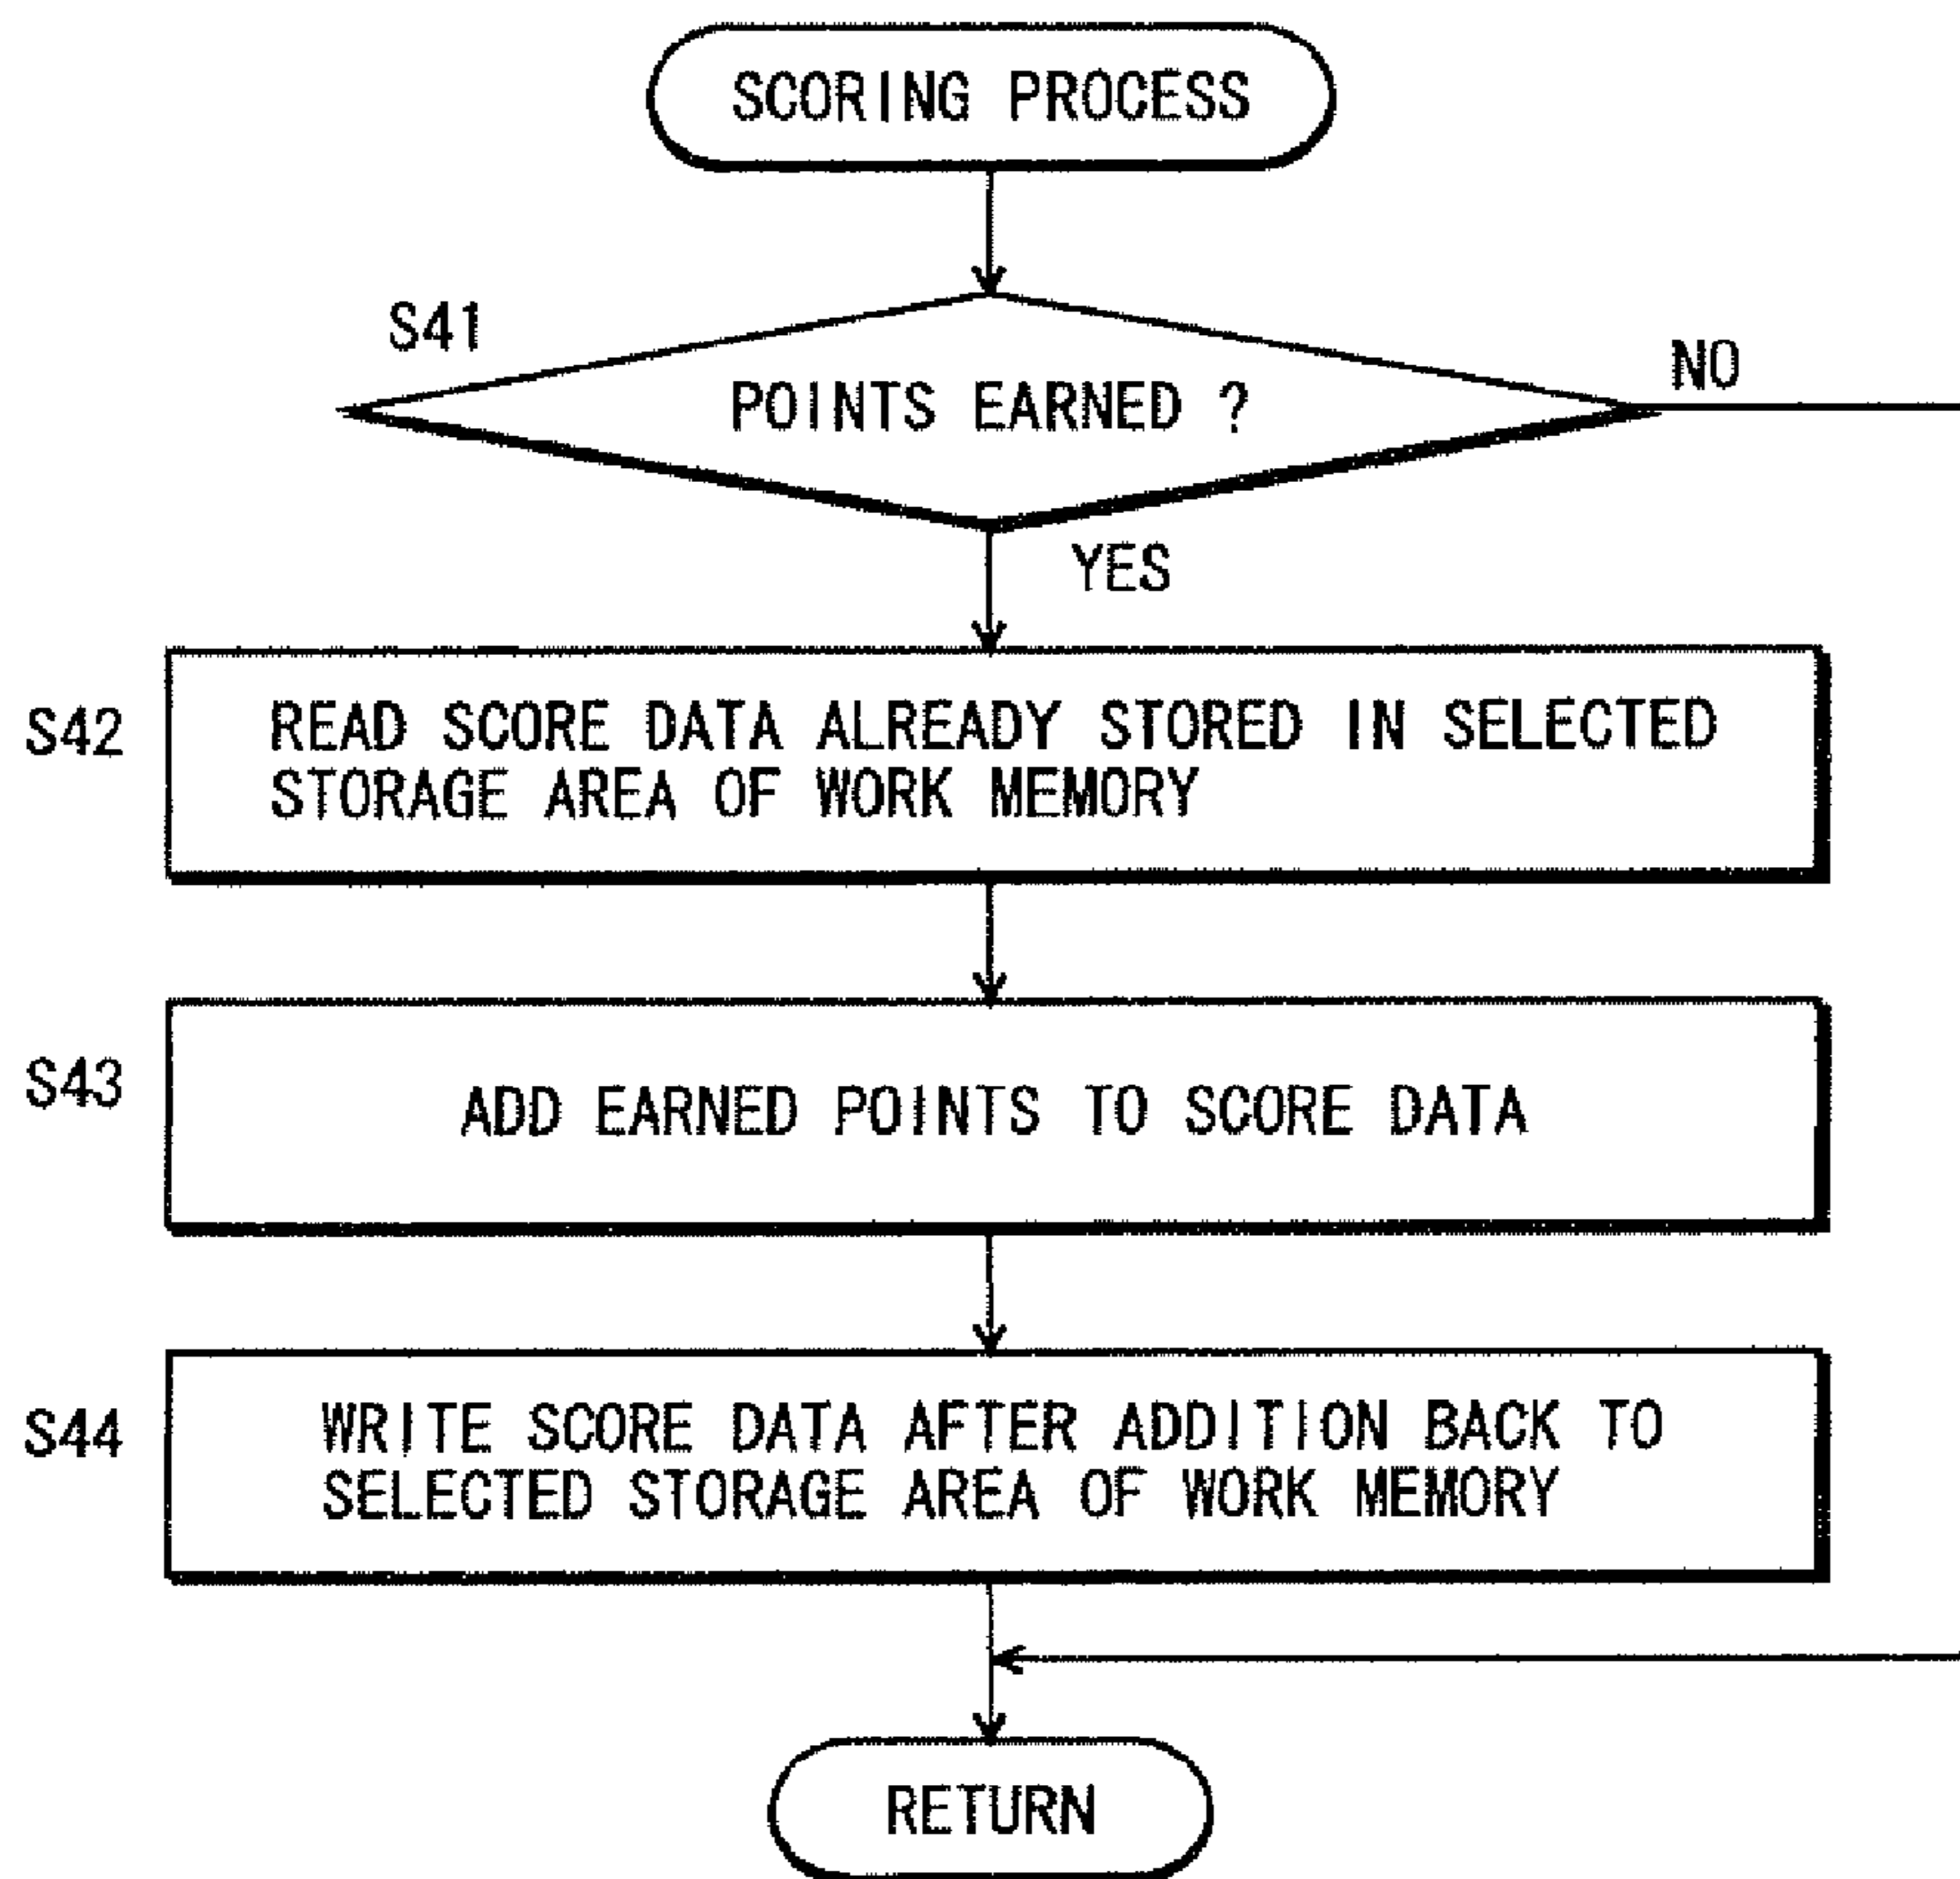 SCORING PROCESS
S41
POINTS EARNED ?
NO
YES
S42
READ SCORE DATA ALREADY STORED IN SELECTED
STORAGE AREA OF WORK MEMORY
S43
ADD EARNED POINTS TO SCORE DATA
S44
WRITE SCORE DATA AFTER ADDITION BACK TO
SELECTED STORAGE AREA OF WORK MEMORY
RETURN